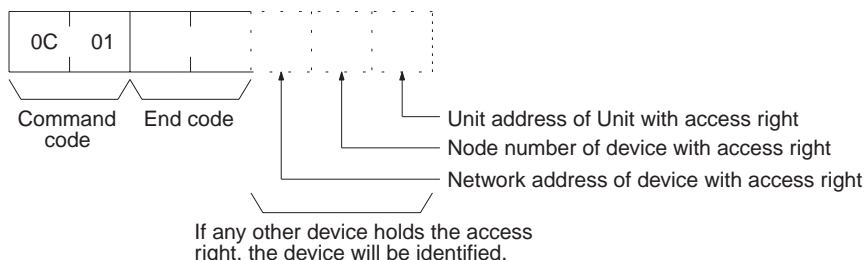 0C 01
Command
code
End code
Unit address of Unit with access right
Node number of device with access right
Network address of device with access right
If any other device holds the access
right, the device will be identified.